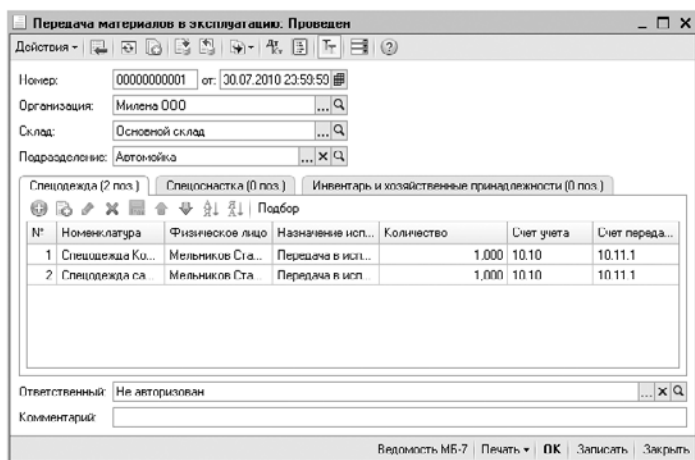 Передача материалов в эксплуатацию: Проведен
Действия
Номер: 00000000001 от: 30.07.2010 23:59:59
Организация: Милена ООО ...
Склад: Основной склад ...
Подразделение: Автомойка ...
Спецодежда (2 поз.) Спецоснастка (0 поз.) Инвентарь и хозяйственные принадлежности (0 поз.)
Подбор
N° Номенклатура Физическое лицо Назначение исп... Количество Счет учета Счет переда...
1 Спецодежда Ко... Мельников Ста... Передача в исп... 1,000 10.10 10.11.1
2 Спецодежда са... Мельников Ста... Передача в исп... 1,000 10.10 10.11.1
Ответственный: Не авторизован ...
Комментарий:
Ведомость МБ-7 Печать OK Записать Закрыть